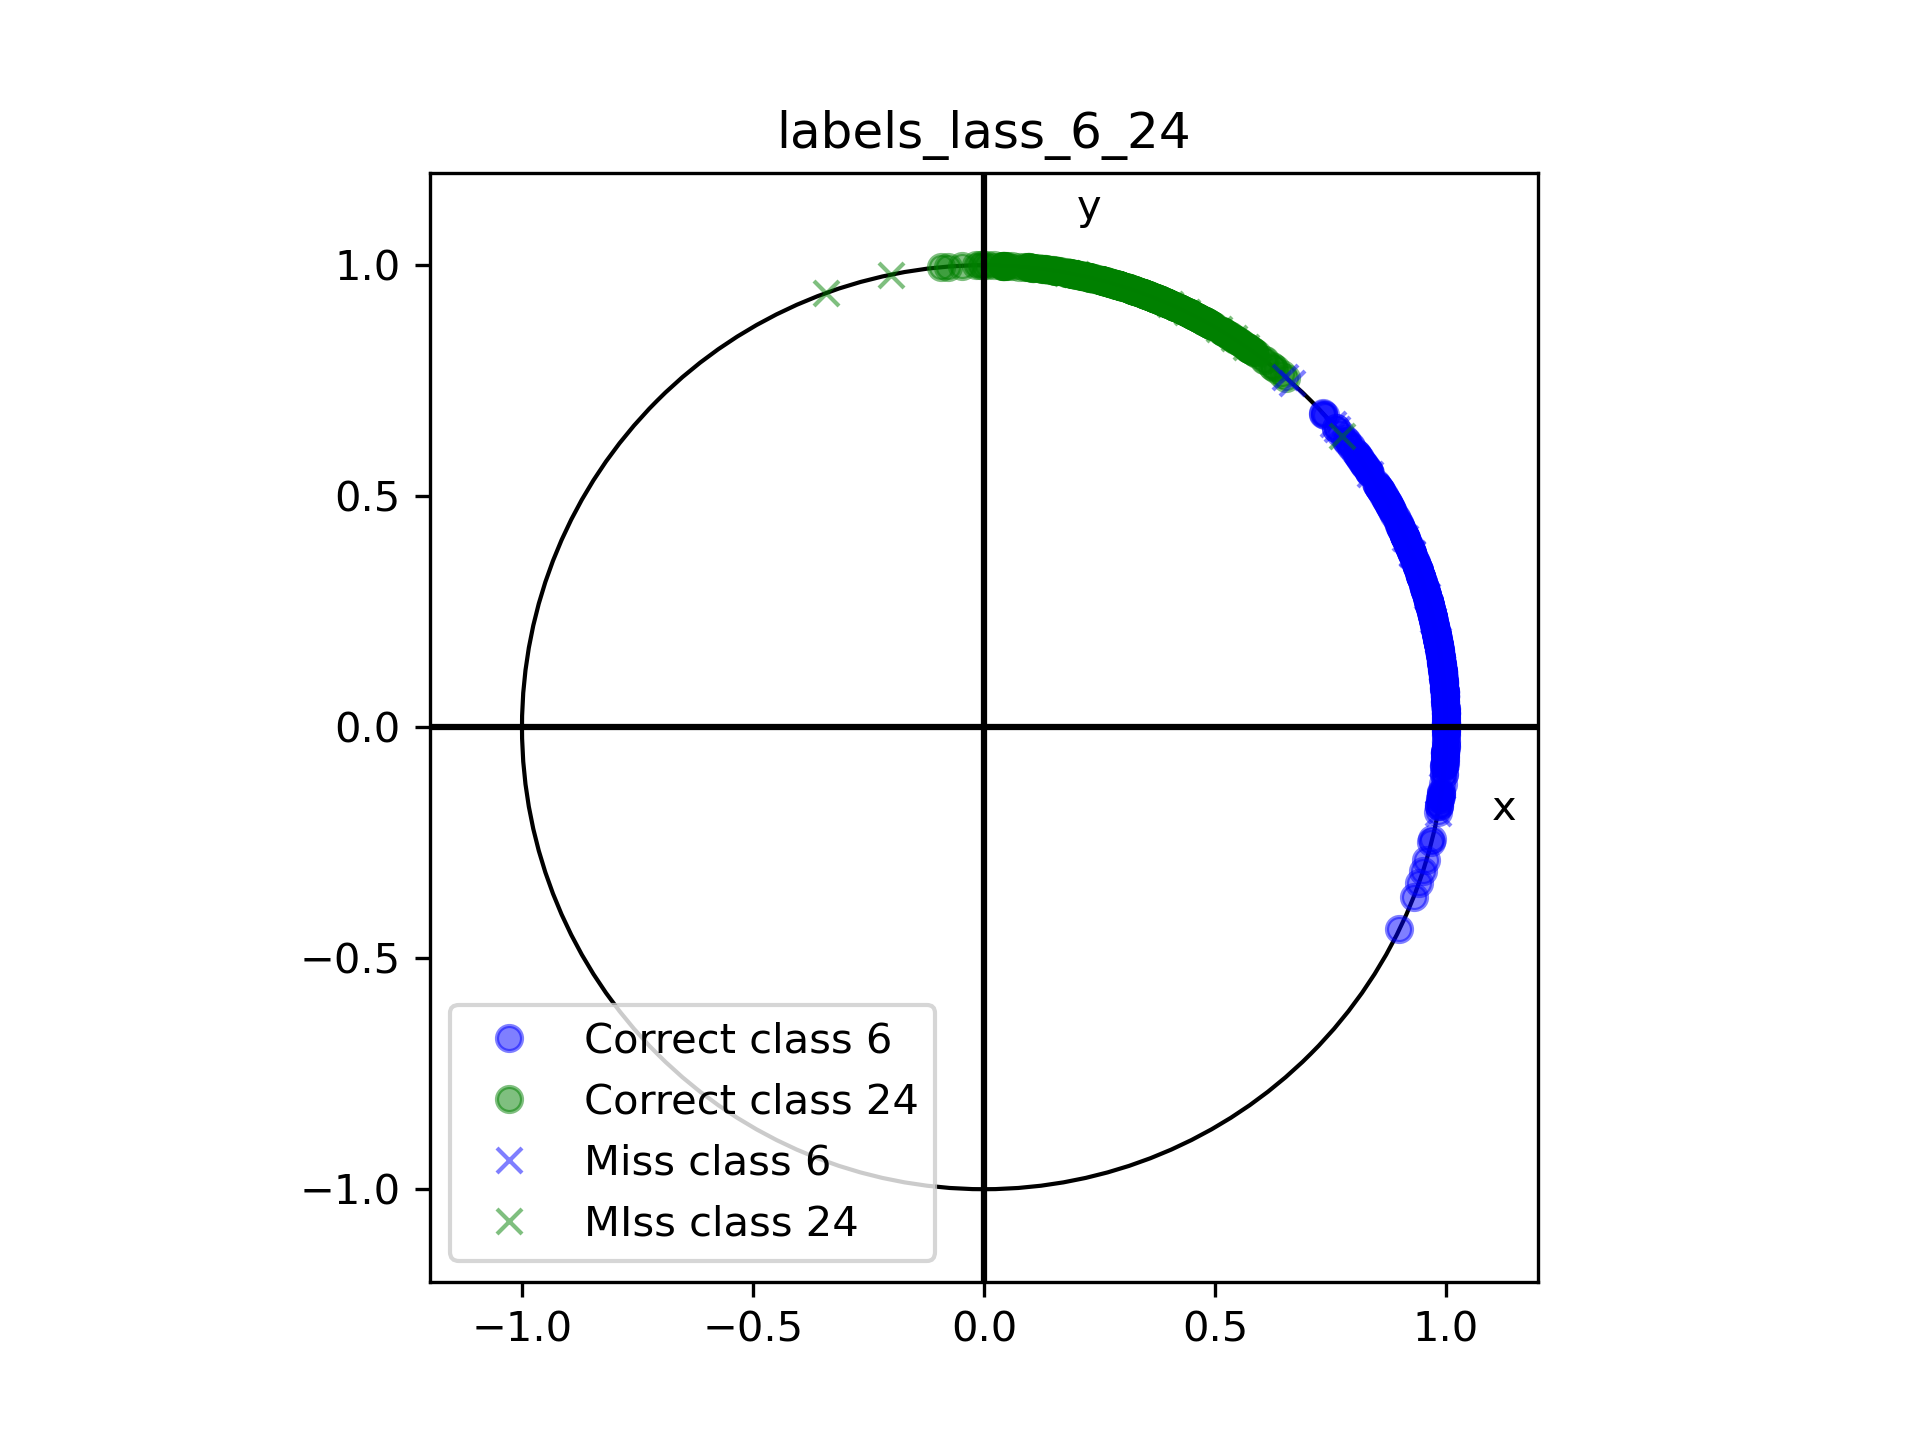 labels_lass_6_24
y
1.0
0.5
0.0
x
−0.5
−1.0
Correct class 6
Correct class 24
Miss class 6
MIss class 24
−1.0 −0.5 0.0 0.5 1.0